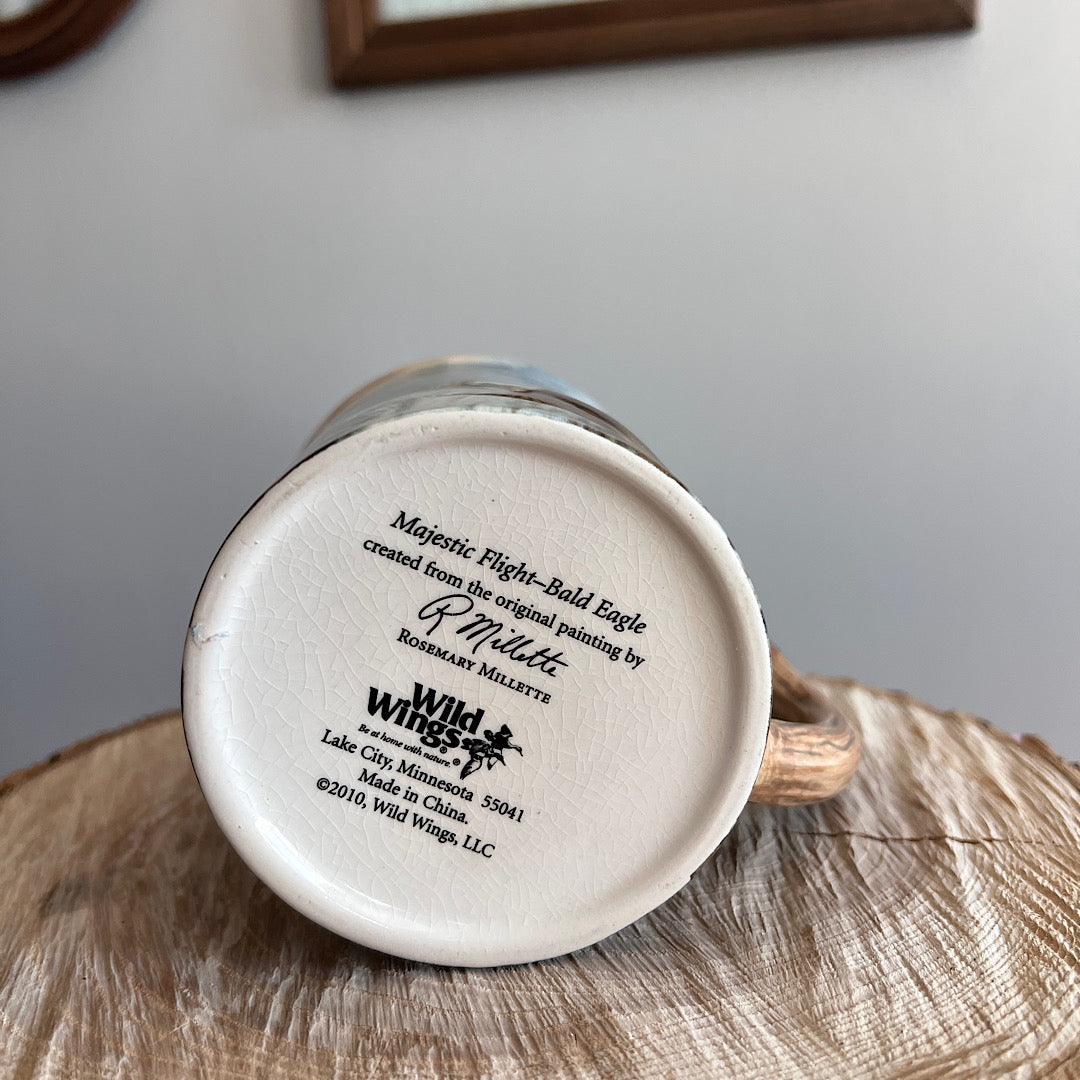 Majestic Flight–Bald Eagle
created from the original painting by
R Millette
ROSEMARY MILLETTE
Wild
Wings®
Be at home with nature.®
Lake City, Minnesota 55041
Made in China.
©2010, Wild Wings, LLC